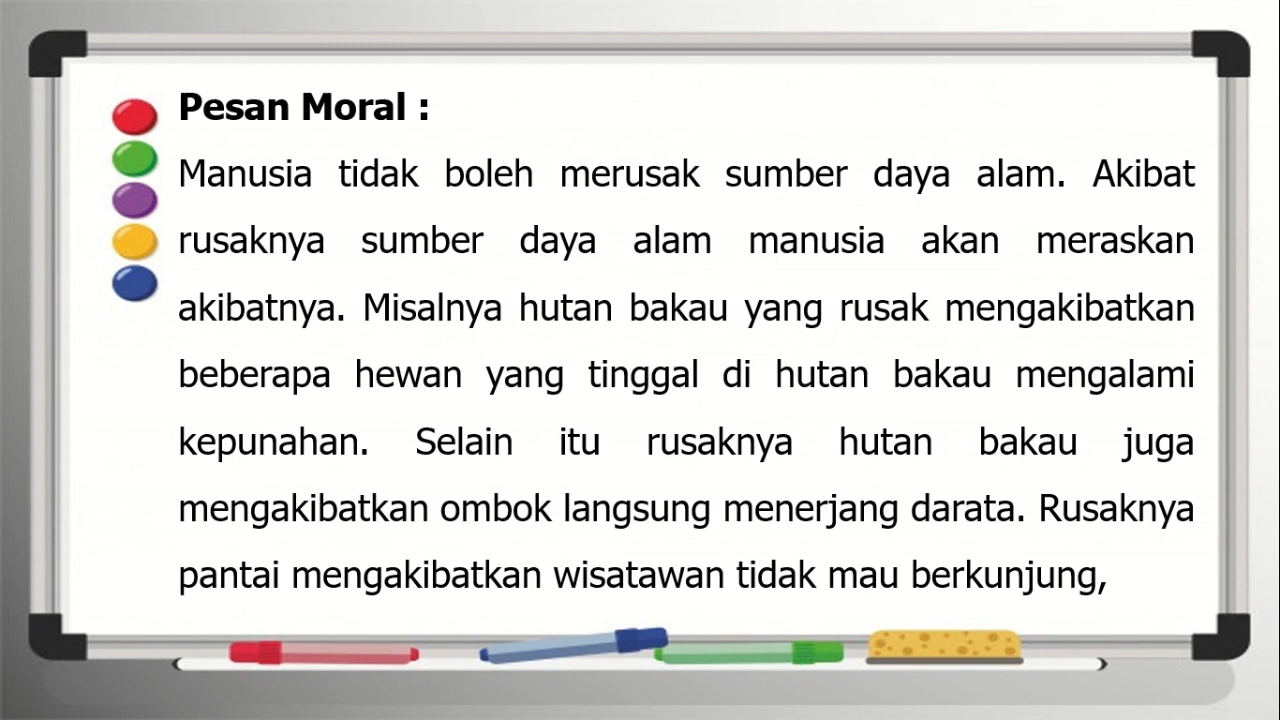 Pesan Moral :
Manusia tidak boleh merusak sumber daya alam. Akibat
rusaknya sumber daya alam manusia akan meraskan
akibatnya. Misalnya hutan bakau yang rusak mengakibatkan
beberapa hewan yang tinggal di hutan bakau mengalami
kepunahan. Selain itu rusaknya hutan bakau juga
mengakibatkan ombok langsung menerjang darata. Rusaknya
pantai mengakibatkan wisatawan tidak mau berkunjung,